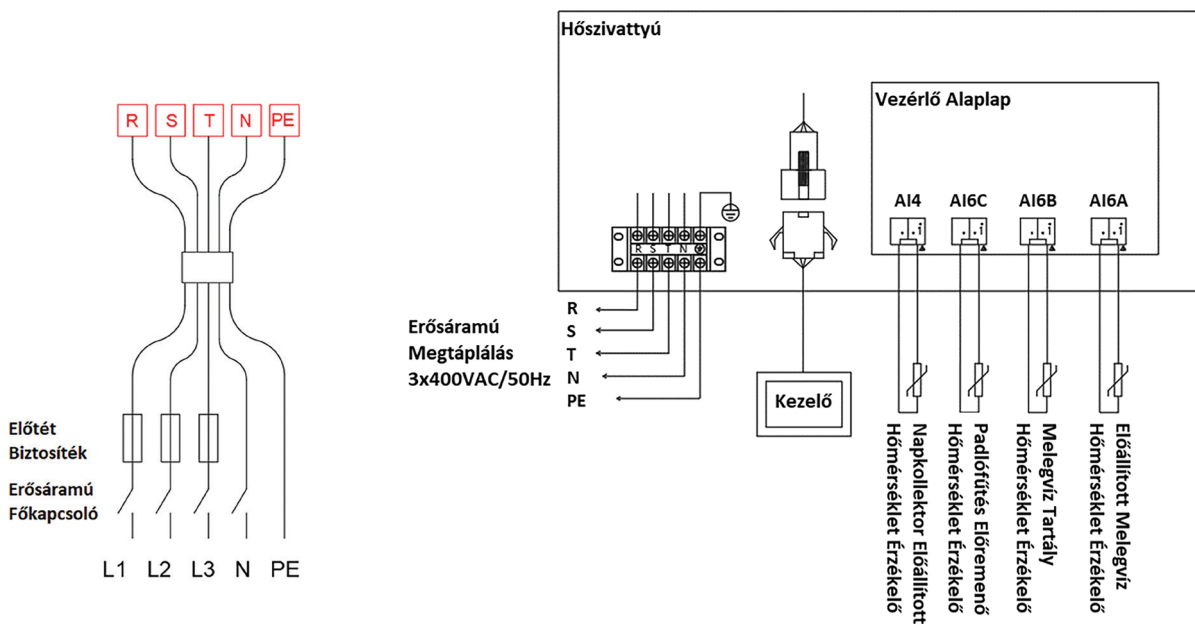 R S T N PE
Előtét
Biztosíték
Erősáramú
Főkapcsoló
L1 L2 L3 N PE
Hőszivattyú
Vezérlő Alaplap
AI4 AI6C AI6B AI6A
R S T N
Erősáramú
Megtáplálás
3x400VAC/50Hz
R
S
T
N
PE
Kezelő
Napkollektor Előállított
Hőmérséklet Érzékelő
Padlófűtés Előremenő
Hőmérséklet Érzékelő
Melegvíz Tartály
Hőmérséklet Érzékelő
Előállított Melegvíz
Hőmérséklet Érzékelő